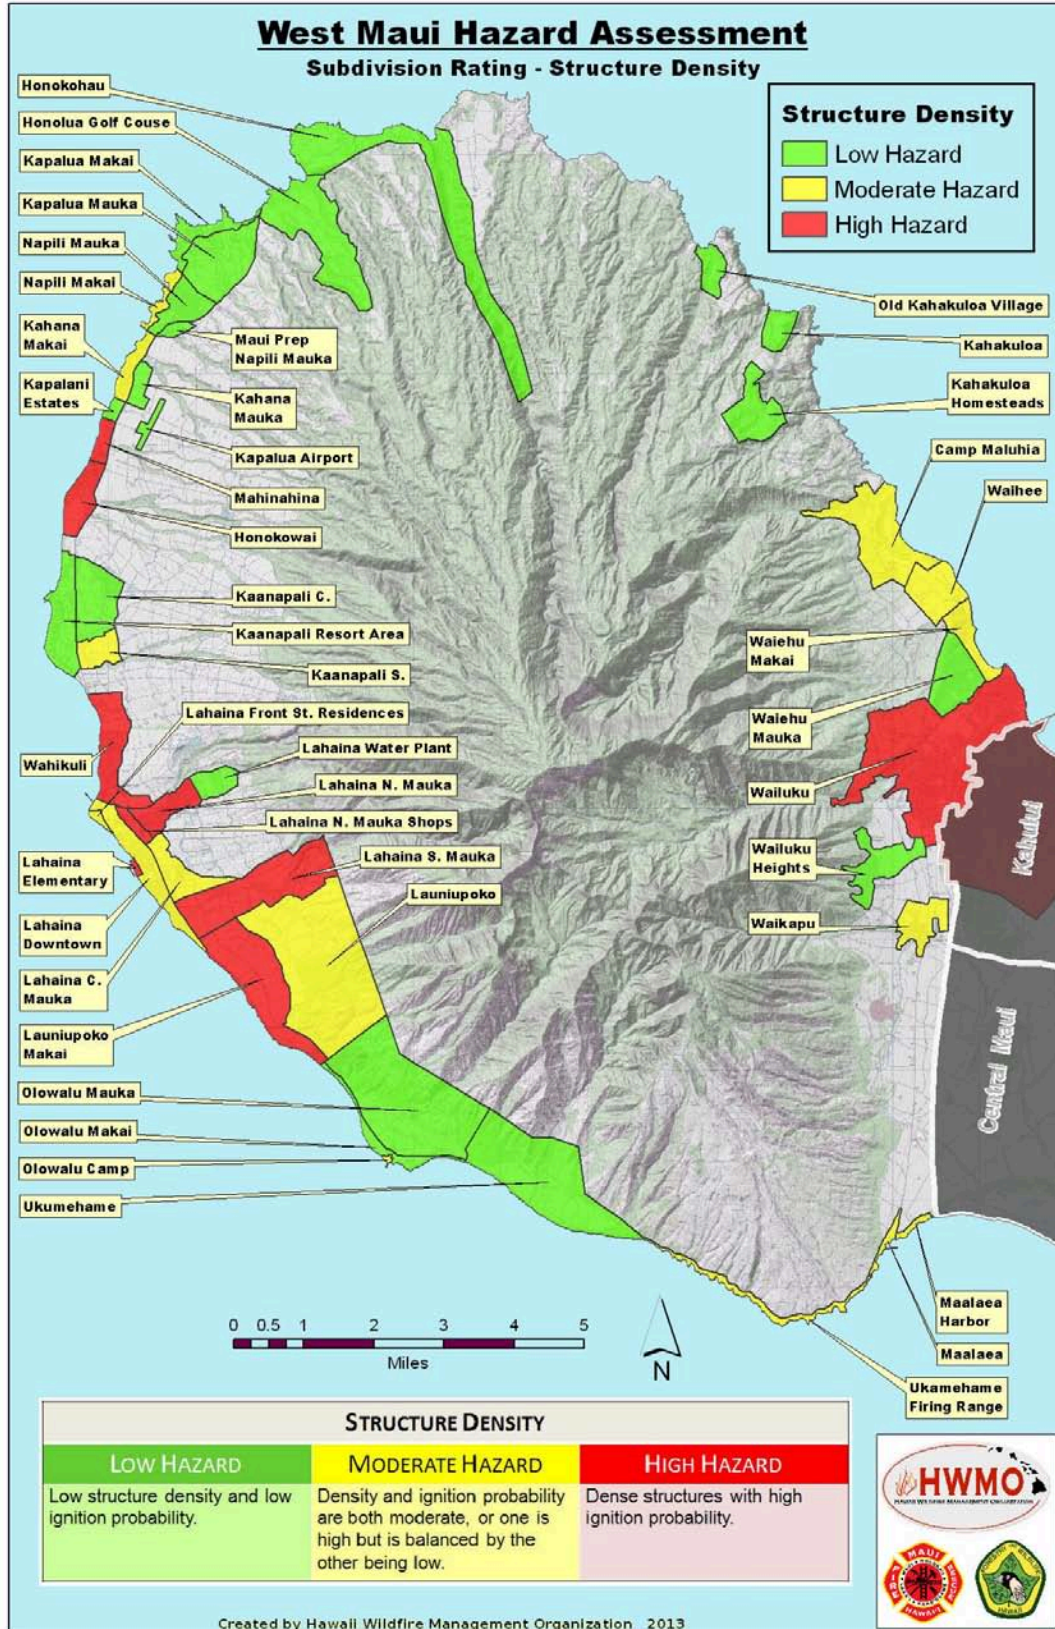 West Maui Hazard Assessment
Subdivision Rating - Structure Density
Structure Density
Low Hazard
Moderate Hazard
High Hazard
Honokohau
Honolua Golf Couse
Kapalua Makai
Kapalua Mauka
Napili Mauka
Napili Makai
Kahana
Makai
Kapalani
Estates
Maui Prep
Napili Mauka
Kahana
Mauka
Kapalua Airport
Mahinahina
Honokowai
Kaanapali C.
Kaanapali Resort Area
Kaanapali S.
Lahaina Front St. Residences
Lahaina Water Plant
Wahikuli
Lahaina N. Mauka
Lahaina N. Mauka Shops
Lahaina S. Mauka
Launiupoko
Lahaina
Elementary
Lahaina
Downtown
Lahaina C.
Mauka
Launiupoko
Makai
Olowalu Mauka
Olowalu Makai
Olowalu Camp
Ukumehame
Old Kahakuloa Village
Kahakuloa
Kahakuloa
Homesteads
Camp Maluhia
Waihee
Waiehu
Makai
Waiehu
Mauka
Wailuku
Wailuku
Heights
Waikapu
Kahului
Central Maui
Maalaea
Harbor
Maalaea
Ukamehame
Firing Range
0 0.5 1 2 3 4 5
Miles
N
STRUCTURE DENSITY
LOW HAZARD
Low structure density and low
ignition probability.
MODERATE HAZARD
Density and ignition probability
are both moderate, or one is
high but is balanced by the
other being low.
HIGH HAZARD
Dense structures with high
ignition probability.
HWMO
HAWAII WILDFIRE MANAGEMENT ORGANIZATION
MAUI
FIRE
HAWAI'I
Created by Hawaii Wildfire Management Organization 2013